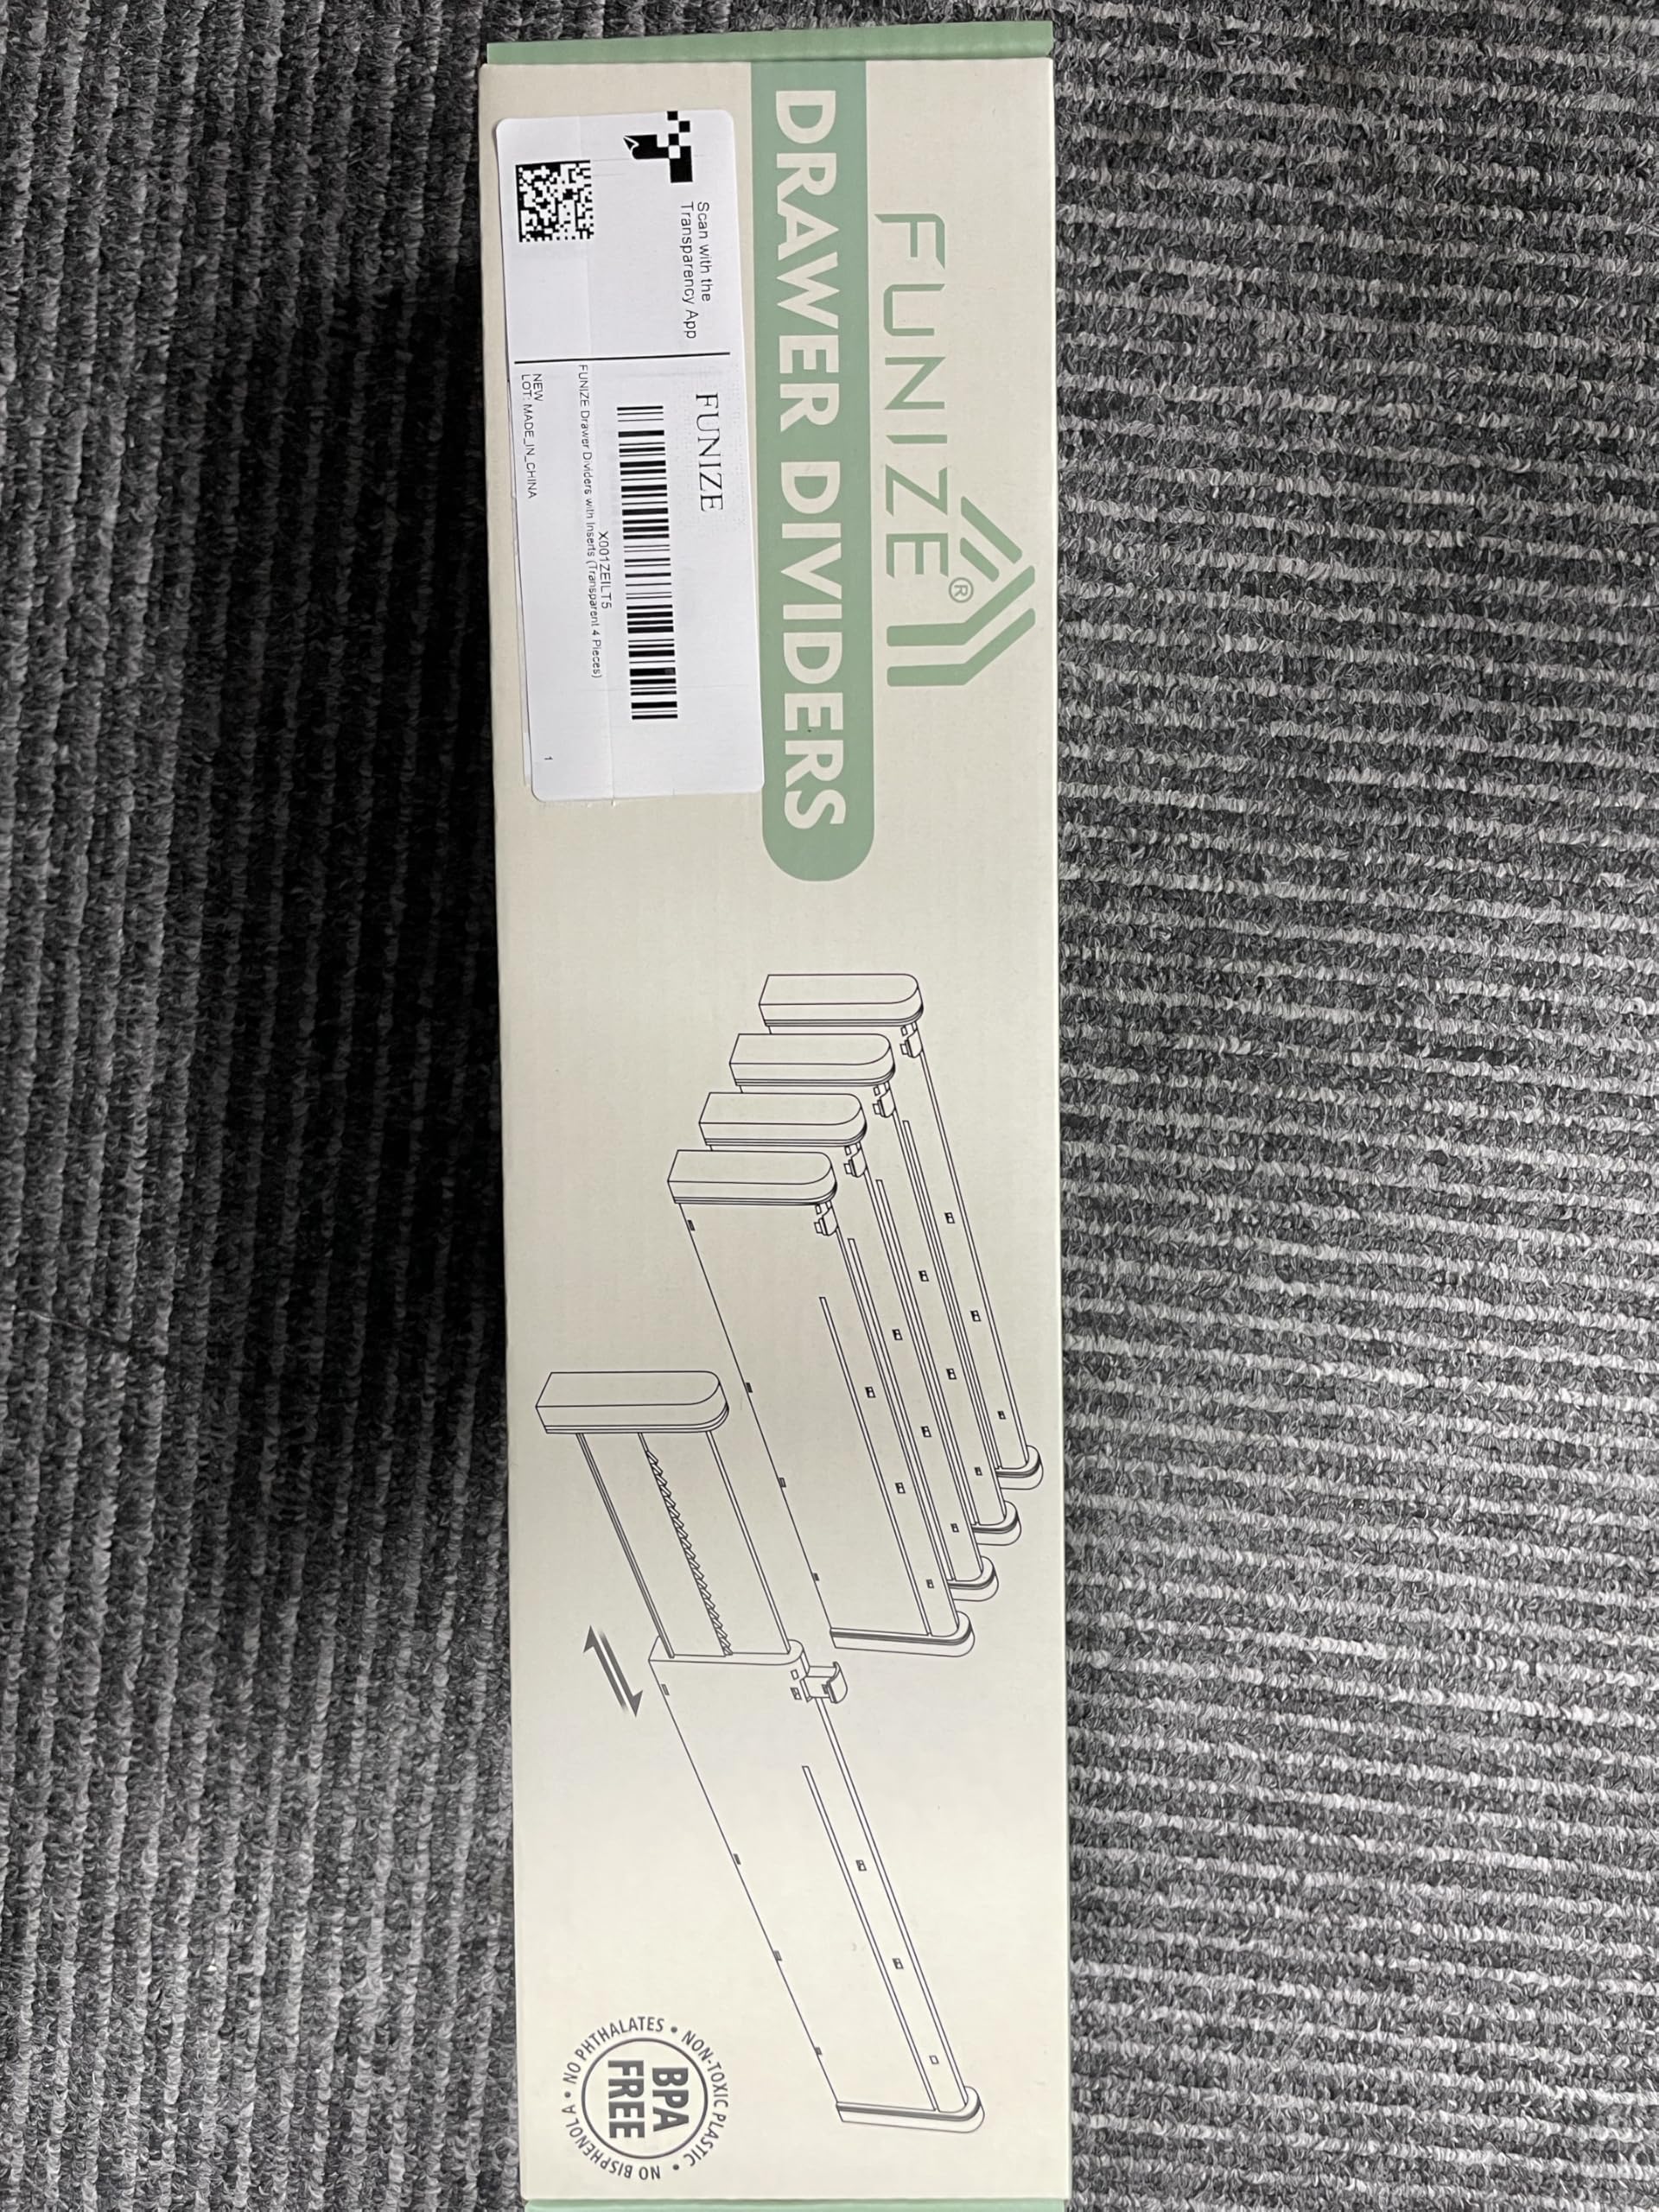 FUNIZE®
DRAWER DIVIDERS
Scan with the
Transparency App
FUNIZE
X001ZEILT5
FUNIZE Drawer Dividers with Inserts (Transparent 4 Pieces)
NEW
LOT: MADE_IN_CHINA
1
BPA
FREE
NO PHTHALATES • NON-TOXIC PLASTIC • NO BISPHENOL A •